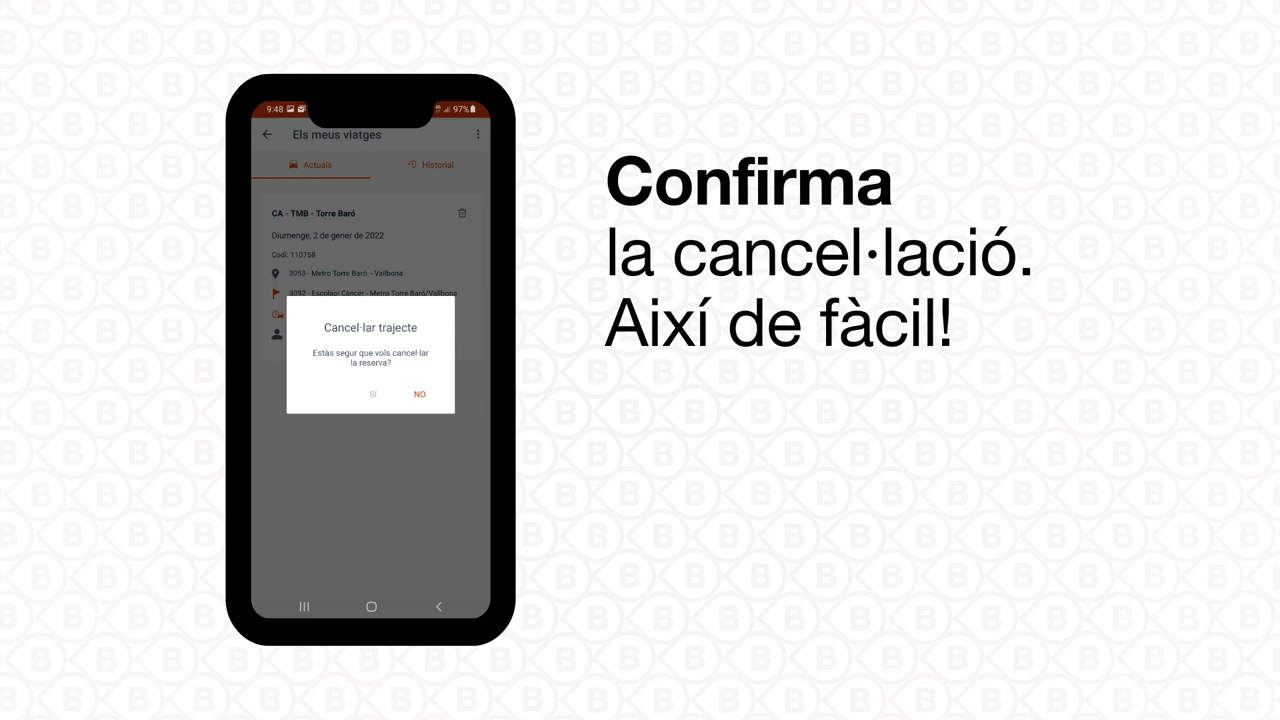 9:48
97%
Els meus viatges
Actuals
Historial
CA - TMB - Torre Baró
Diumenge, 2 de gener de 2022
Codi: 110758
3053 - Metro Torre Baró - Vallbona
3092 - Escolapi Càncer - Metro Torre Baró/Vallbona
Cancel·lar trajecte
Estàs segur que vols cancel·lar
la reserva?
SÍ
NO
Confirma
la cancel·lació.
Així de fàcil!